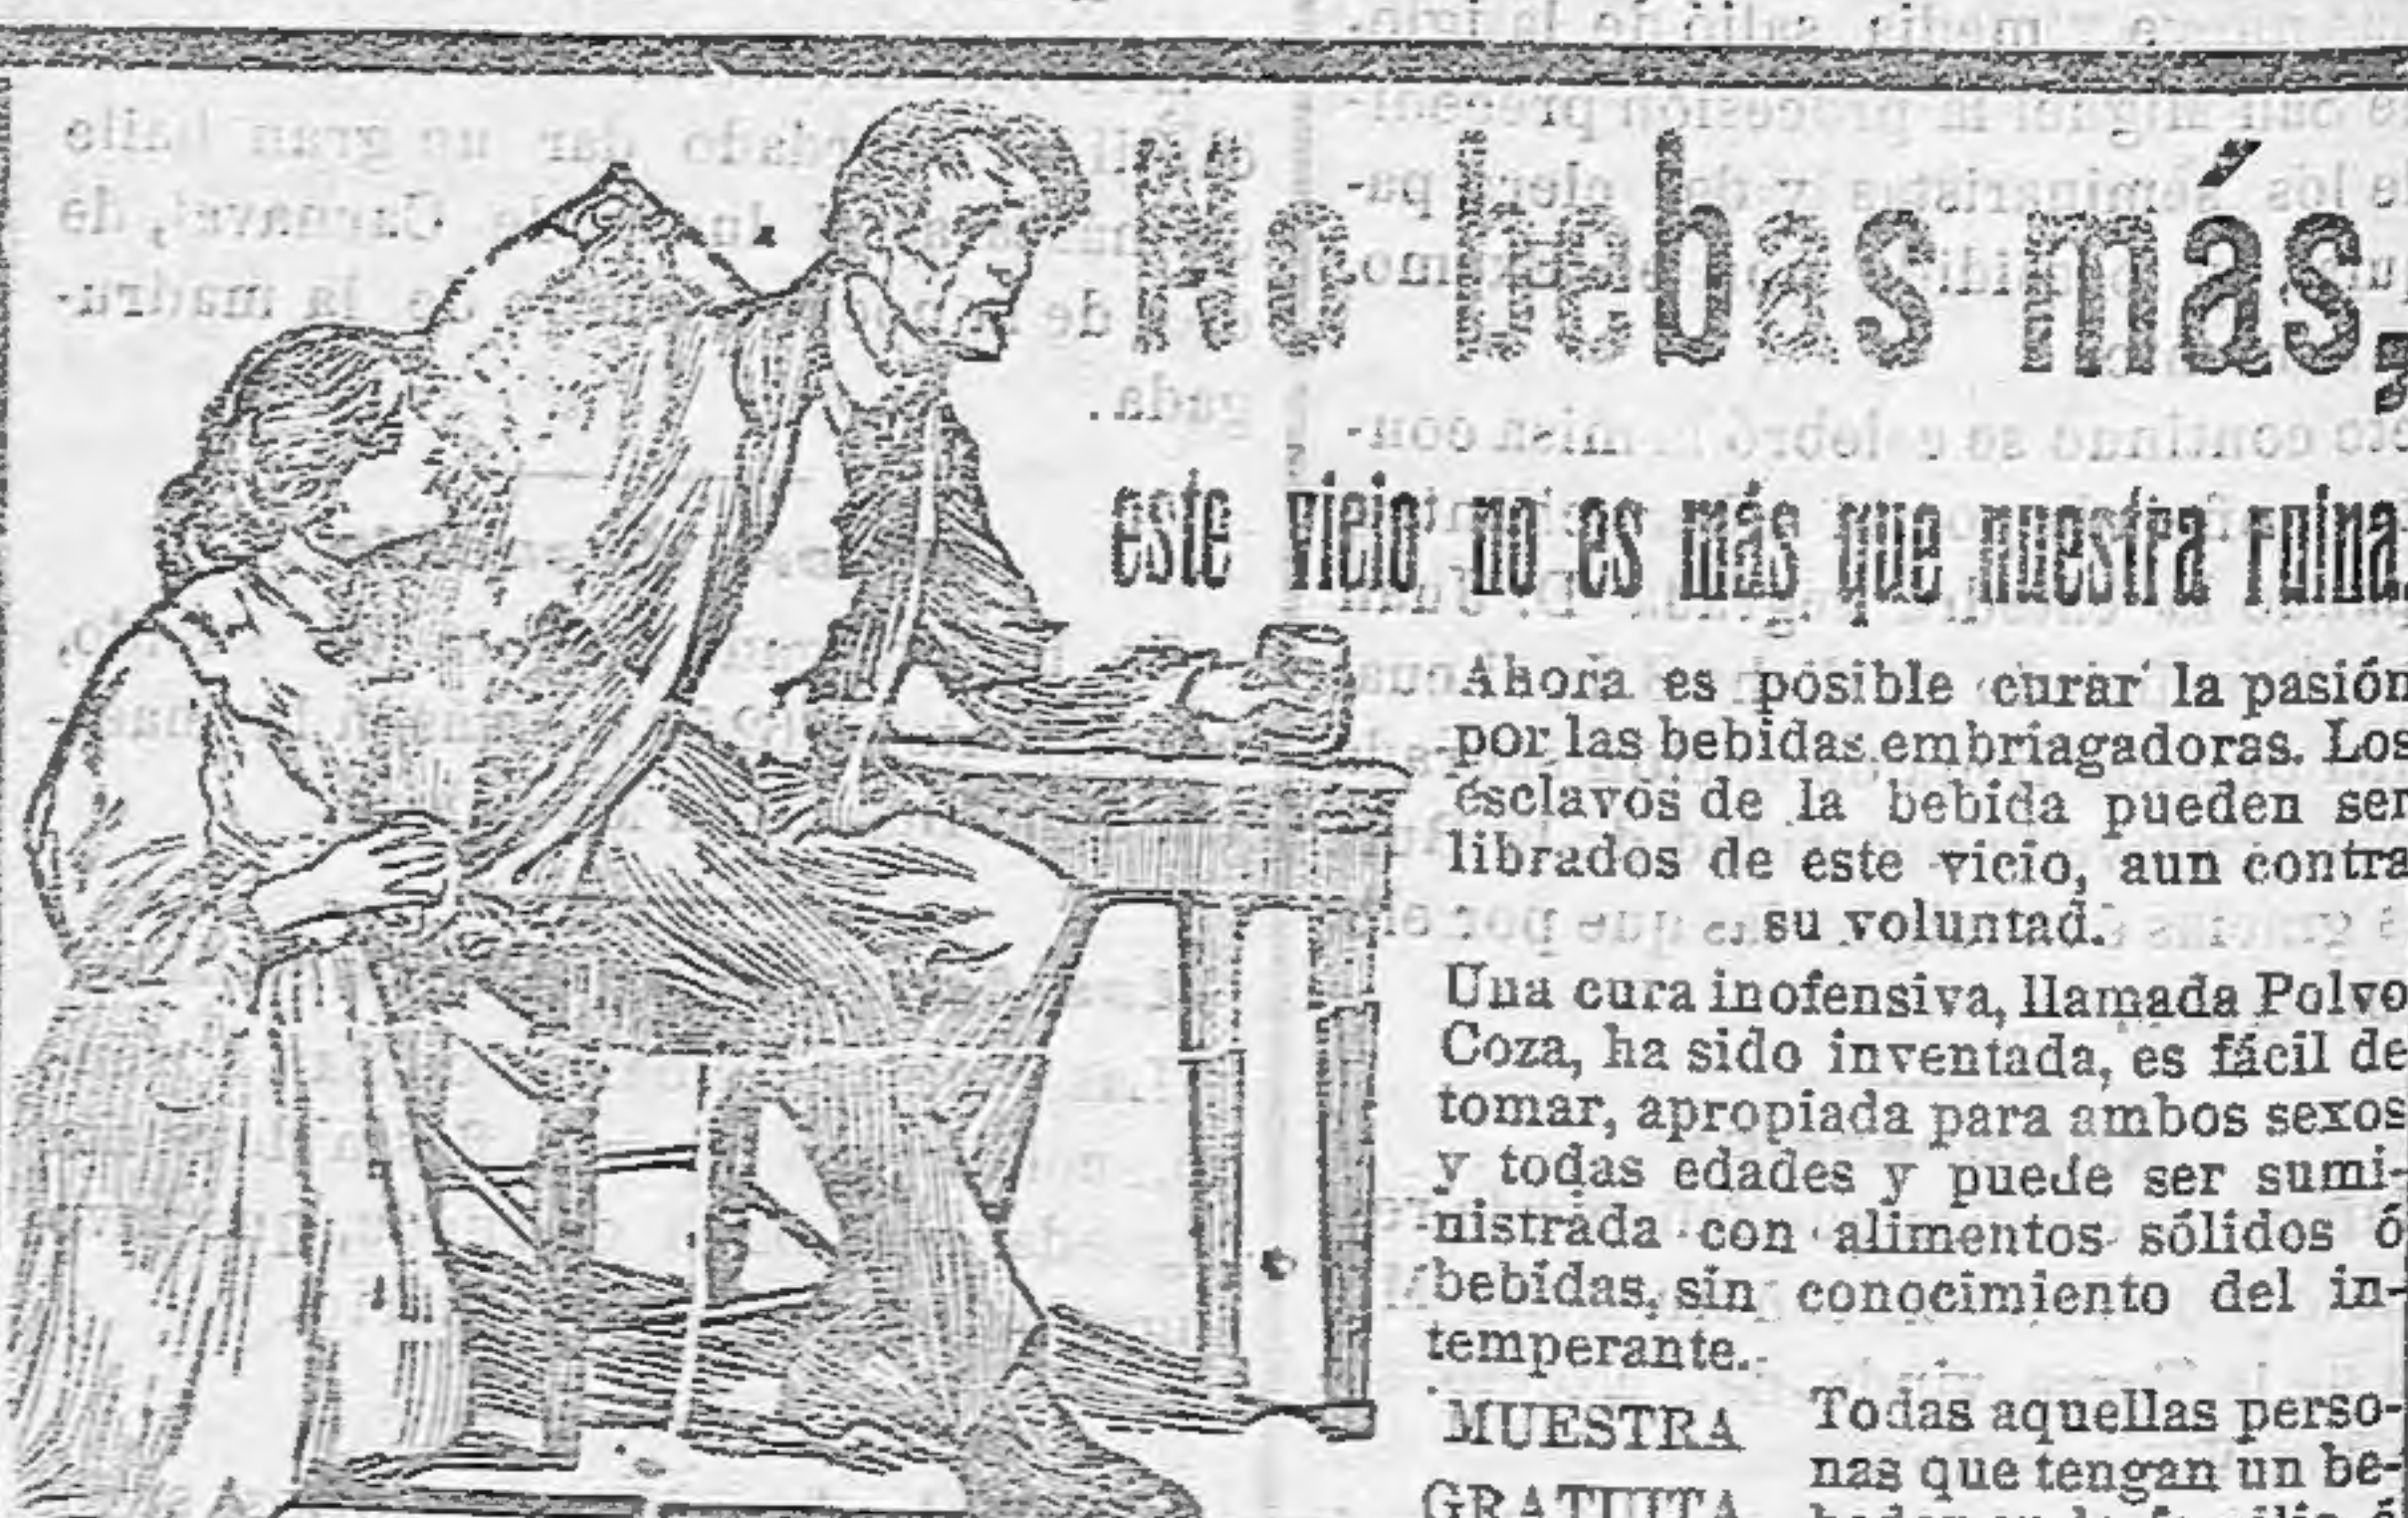 No bebas más,
este vicio no es más que nuestra ruina.
Ahora es posible curar la pasión
por las bebidas embriagadoras. Los
esclavos de la bebida pueden ser
librados de este vicio, aun contra
su voluntad.
Una cura inofensiva, llamada Polvo
Coza, ha sido inventada, es fácil de
tomar, apropiada para ambos sexos
y todas edades y puede ser sumi-
nistrada con alimentos sólidos ó
bebidas, sin conocimiento del in-
temperante.
MUESTRA
GRATUITA
Todas aquellas perso-
nas que tengan un be-